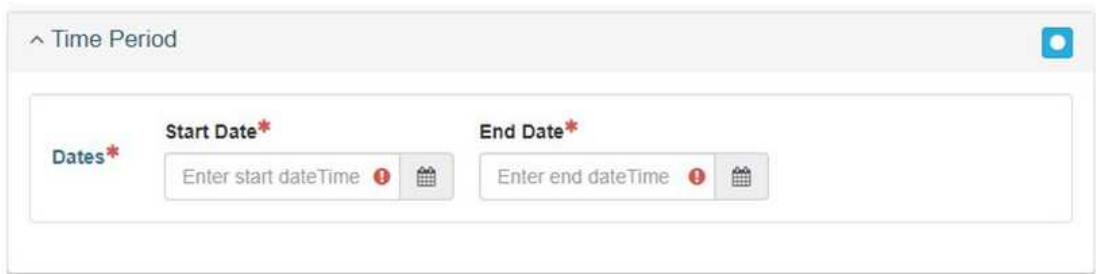 Time Period
Start Date* End Date*
Dates*
Enter start dateTime Enter end dateTime